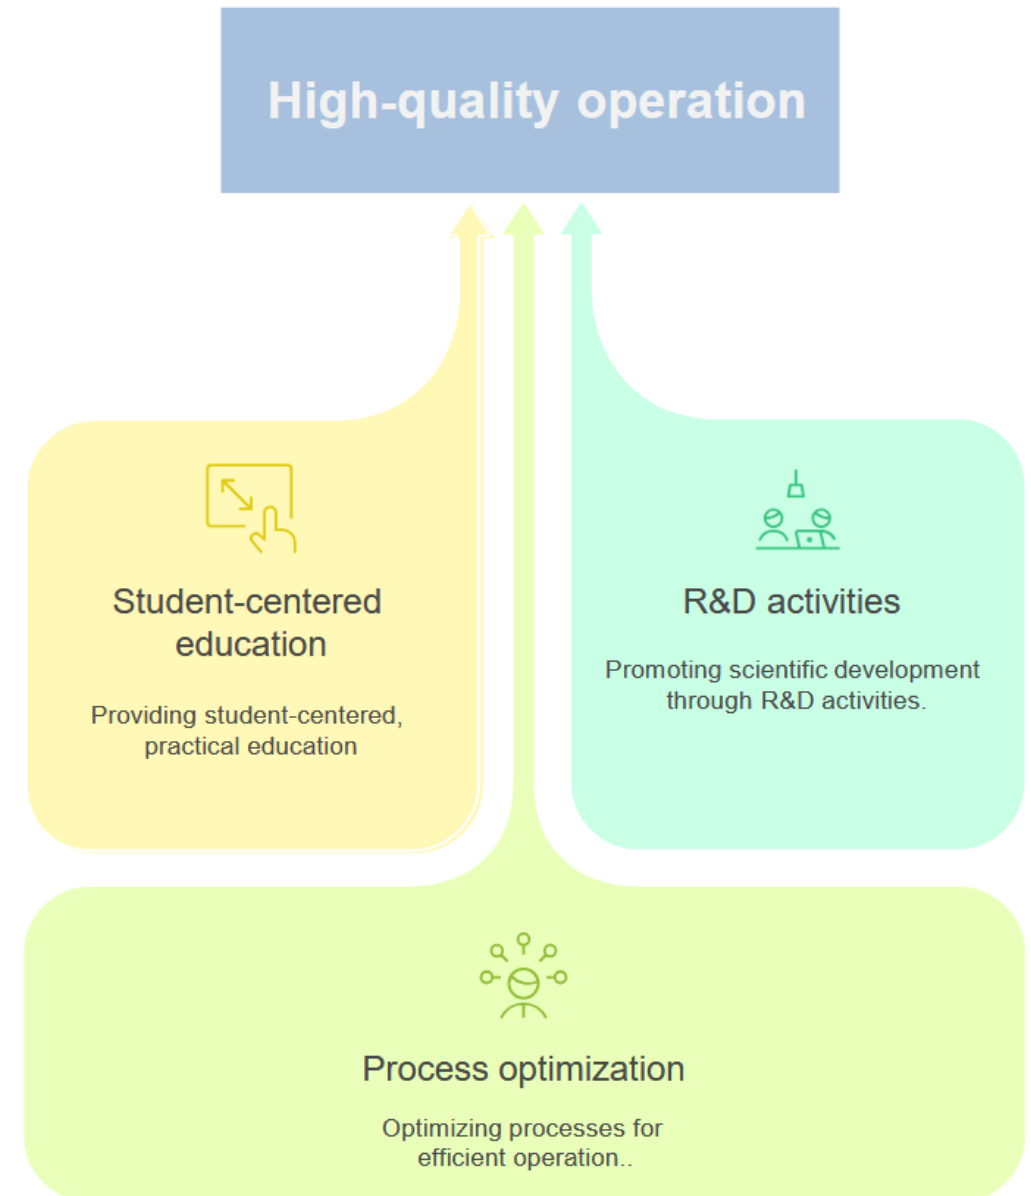 High-quality operation
Student-centered
education
Providing student-centered,
practical education
R&D activities
Promoting scientific development
through R&D activities.
Process optimization
Optimizing processes for
efficient operation..